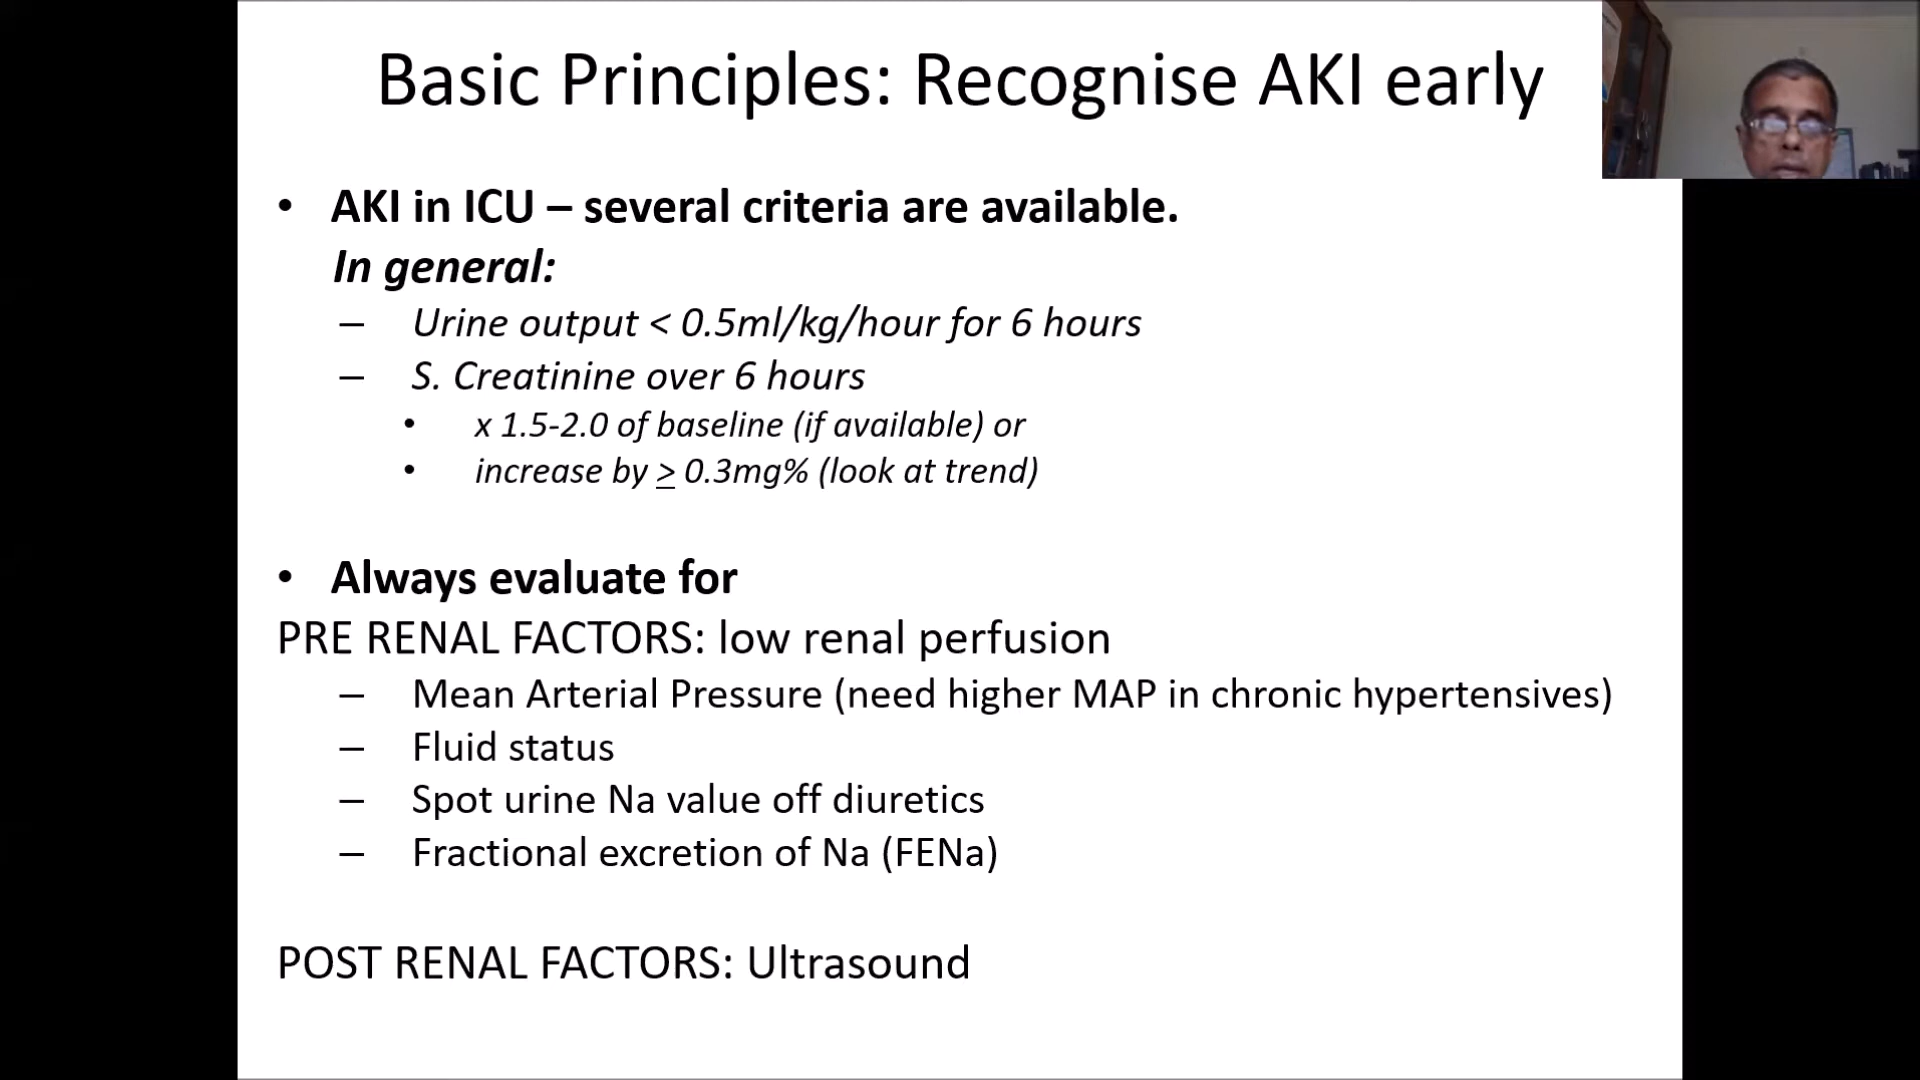 Basic Principles: Recognise AKI early
• AKI in ICU – several criteria are available.
In general:
– Urine output < 0.5ml/kg/hour for 6 hours
– S. Creatinine over 6 hours
• x 1.5-2.0 of baseline (if available) or
• increase by ≥ 0.3mg% (look at trend)
• Always evaluate for
PRE RENAL FACTORS: low renal perfusion
– Mean Arterial Pressure (need higher MAP in chronic hypertensives)
– Fluid status
– Spot urine Na value off diuretics
– Fractional excretion of Na (FENa)
POST RENAL FACTORS: Ultrasound